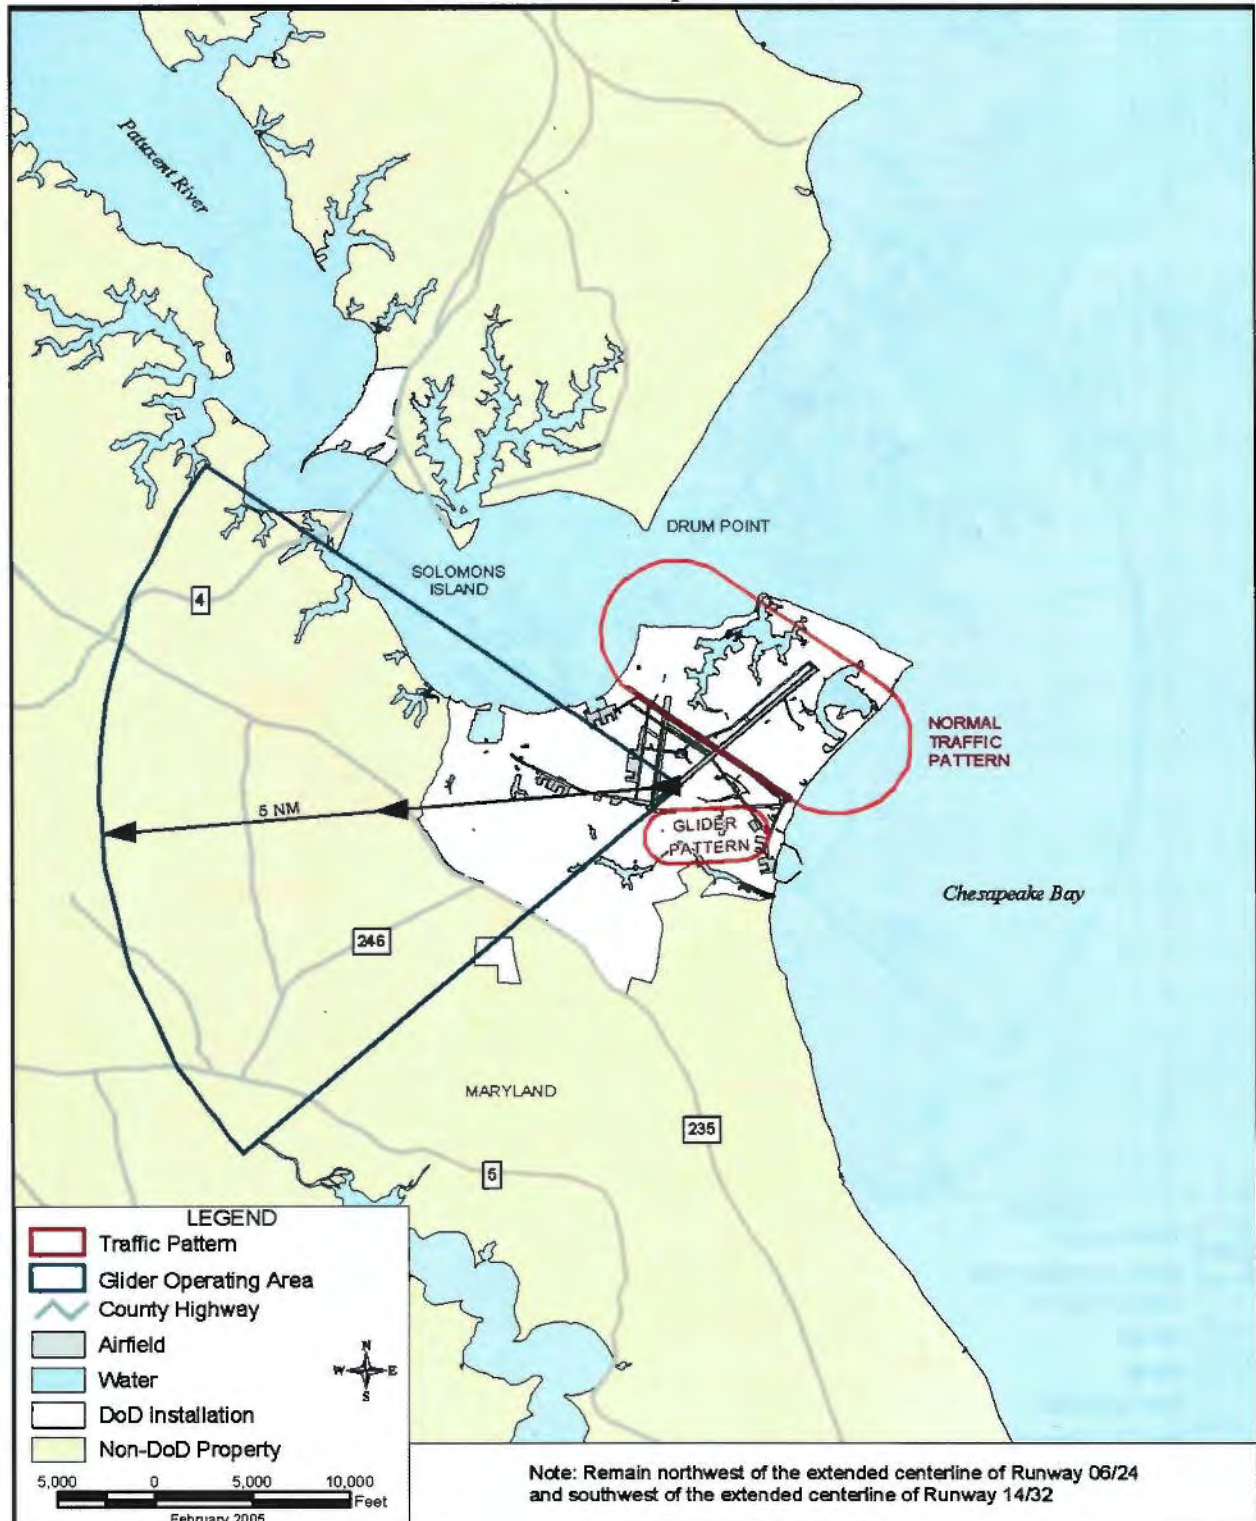 Patuxent River
DRUM POINT
SOLOMONS
ISLAND
4
NORMAL
TRAFFIC
PATTERN
5 NM
GLIDER
PATTERN
Chesapeake Bay
246
MARYLAND
235
5
LEGEND
Traffic Pattern
Glider Operating Area
County Highway
Airfield
Water
DoD Installation
Non-DoD Property
N
W E
S
5,000 0 5,000 10,000
Feet
February 2005
Note: Remain northwest of the extended centerline of Runway 06/24
and southwest of the extended centerline of Runway 14/32